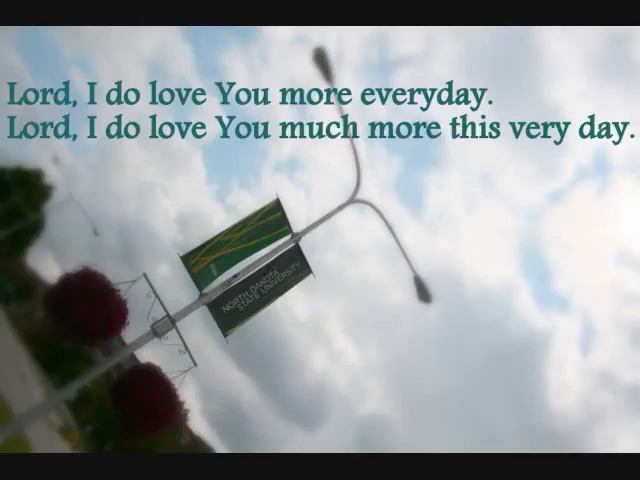 Lord, I do love You more everyday.
Lord, I do love You much more this very day.
NORTH DAKOTA
STATE UNIVERSITY